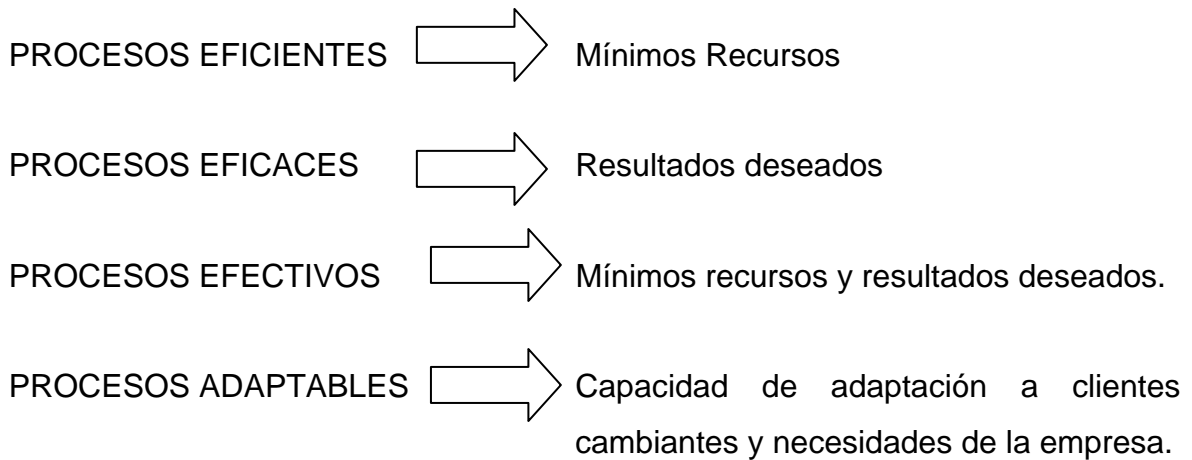 PROCESOS EFICIENTES Mínimos Recursos
PROCESOS EFICACES Resultados deseados
PROCESOS EFECTIVOS Mínimos recursos y resultados deseados.
PROCESOS ADAPTABLES Capacidad de adaptación a clientes
cambiantes y necesidades de la empresa.